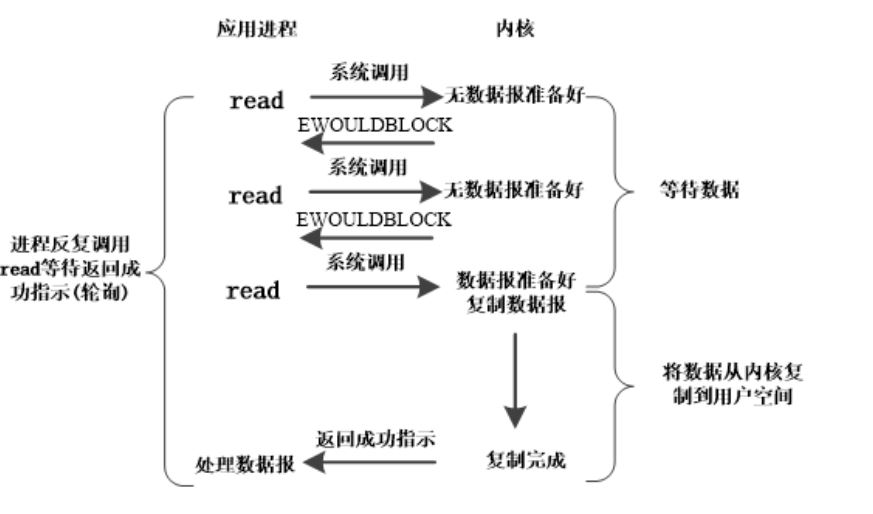 应用进程
内核
系统调用
read
无数据报准备好
EWOULDBLOCK
系统调用
read
无数据报准备好
等待数据
EWOULDBLOCK
进程反复调用
read等待返回成
功指示(轮询)
系统调用
read
数据报准备好
复制数据报
将数据从内核复
制到用户空间
返回成功指示
处理数据报
复制完成